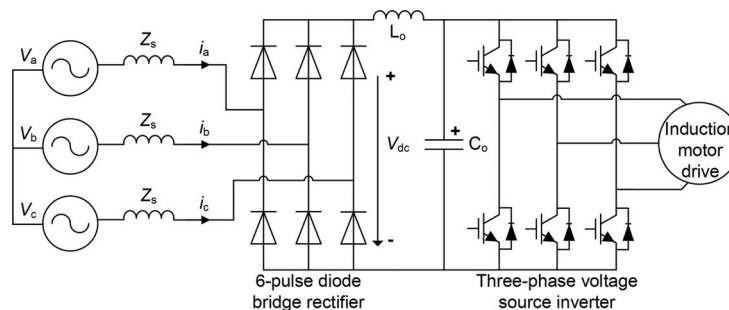 Va
Zs
ia
Vb
Zs
ib
Vc
Zs
ic
Lo
+
Vdc
-
+
Co
Induction
motor
drive
6-pulse diode
bridge rectifier
Three-phase voltage
source inverter